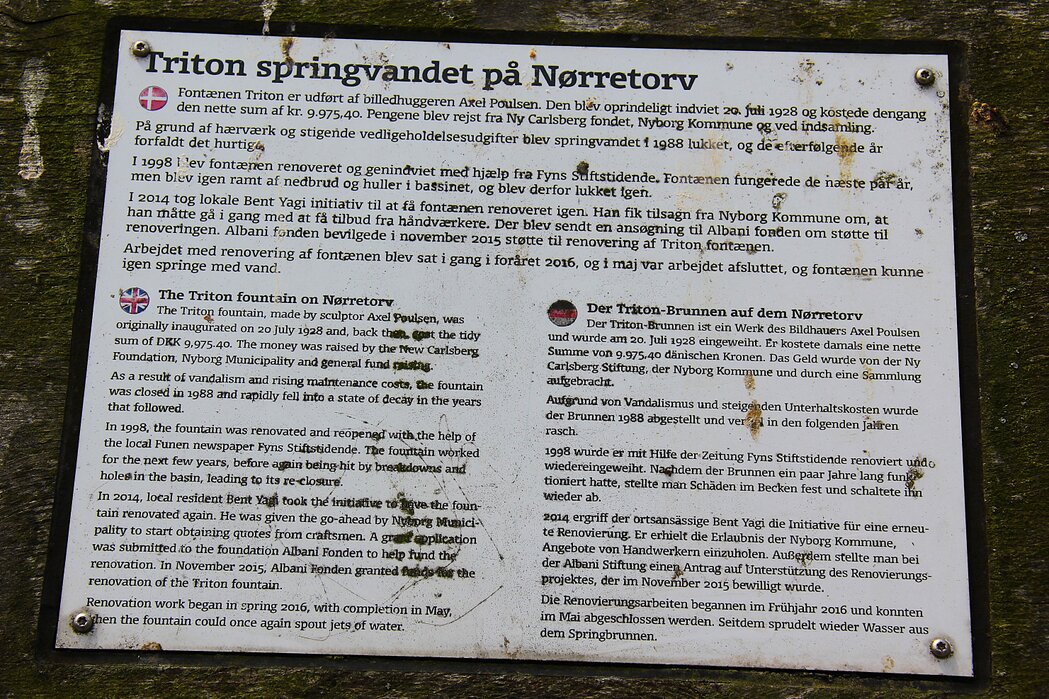 Triton springvandet på Nørretorv
Fontænen Triton er udført af billedhuggeren Axel Poulsen. Den blev oprindeligt indviet 20. juli 1928 og kostede dengang
den nette sum af kr. 9.975,40. Pengene blev rejst fra Ny Carlsberg fondet, Nyborg Kommune og ved indsamling.
På grund af hærværk og stigende vedligeholdelsesudgifter blev springvandet i 1988 lukket, og de efterfølgende år
forfaldt det hurtigt.
I 1998 blev fontænen renoveret og genindviet med hjælp fra Fyns Stiftstidende. Fontænen fungerede de næste par år,
men blev igen ramt af nedbrud og huller i bassinet, og blev derfor lukket igen.
I 2014 tog lokale Bent Yagi initiativ til at få fontænen renoveret igen. Han fik tilsagn fra Nyborg Kommune om, at
han måtte gå i gang med at få tilbud fra håndværkere. Der blev sendt en ansøgning til Albani fonden om støtte til
renoveringen. Albani fonden bevilgede i november 2015 støtte til renovering af Triton fontænen.
Arbejdet med renovering af fontænen blev sat i gang i foråret 2016, og i maj var arbejdet afsluttet, og fontænen kunne
igen springe med vand.
The Triton fountain on Nørretorv
The Triton fountain, made by sculptor Axel Poulsen, was
originally inaugurated on 20 July 1928 and, back then, cost the tidy
sum of DKK 9,975.40. The money was raised by the New Carlsberg
Foundation, Nyborg Municipality and general fund raising.
As a result of vandalism and rising maintenance costs, the fountain
was closed in 1988 and rapidly fell into a state of decay in the years
that followed.
In 1998, the fountain was renovated and reopened with the help of
the local Funen newspaper Fyns Stiftstidende. The fountain worked
for the next few years, before again being hit by breakdowns and
holes in the basin, leading to its re-closure.
In 2014, local resident Bent Yagi took the initiative to have the foun-
tain renovated again. He was given the go-ahead by Nyborg Munici-
pality to start obtaining quotes from craftsmen. A grant application
was submitted to the foundation Albani Fonden to help fund the
renovation. In November 2015, Albani Fonden granted funds for the
renovation of the Triton fountain.
Renovation work began in spring 2016, with completion in May,
then the fountain could once again spout jets of water.
Der Triton-Brunnen auf dem Nørretorv
Der Triton-Brunnen ist ein Werk des Bildhauers Axel Poulsen
und wurde am 20. Juli 1928 eingeweiht. Er kostete damals eine nette
Summe von 9.975,40 dänischen Kronen. Das Geld wurde von der Ny
Carlsberg Stiftung, der Nyborg Kommune und durch eine Sammlung
aufgebracht.
Aufgrund von Vandalismus und steigenden Unterhaltskosten wurde
der Brunnen 1988 abgestellt und verfiel in den folgenden Jahren
rasch.
1998 wurde er mit Hilfe der Zeitung Fyns Stiftstidende renoviert und
wiedereingeweiht. Nachdem der Brunnen ein paar Jahre lang funk-
tioniert hatte, stellte man Schäden im Becken fest und schaltete ihn
wieder ab.
2014 ergriff der ortsansässige Bent Yagi die Initiative für eine erneu-
te Renovierung. Er erhielt die Erlaubnis der Nyborg Kommune,
Angebote von Handwerkern einzuholen. Außerdem stellte man bei
der Albani Stiftung einen Antrag auf Unterstützung des Renovierungs-
projektes, der im November 2015 bewilligt wurde.
Die Renovierungsarbeiten begannen im Frühjahr 2016 und konnten
im Mai abgeschlossen werden. Seitdem sprudelt wieder Wasser aus
dem Springbrunnen.